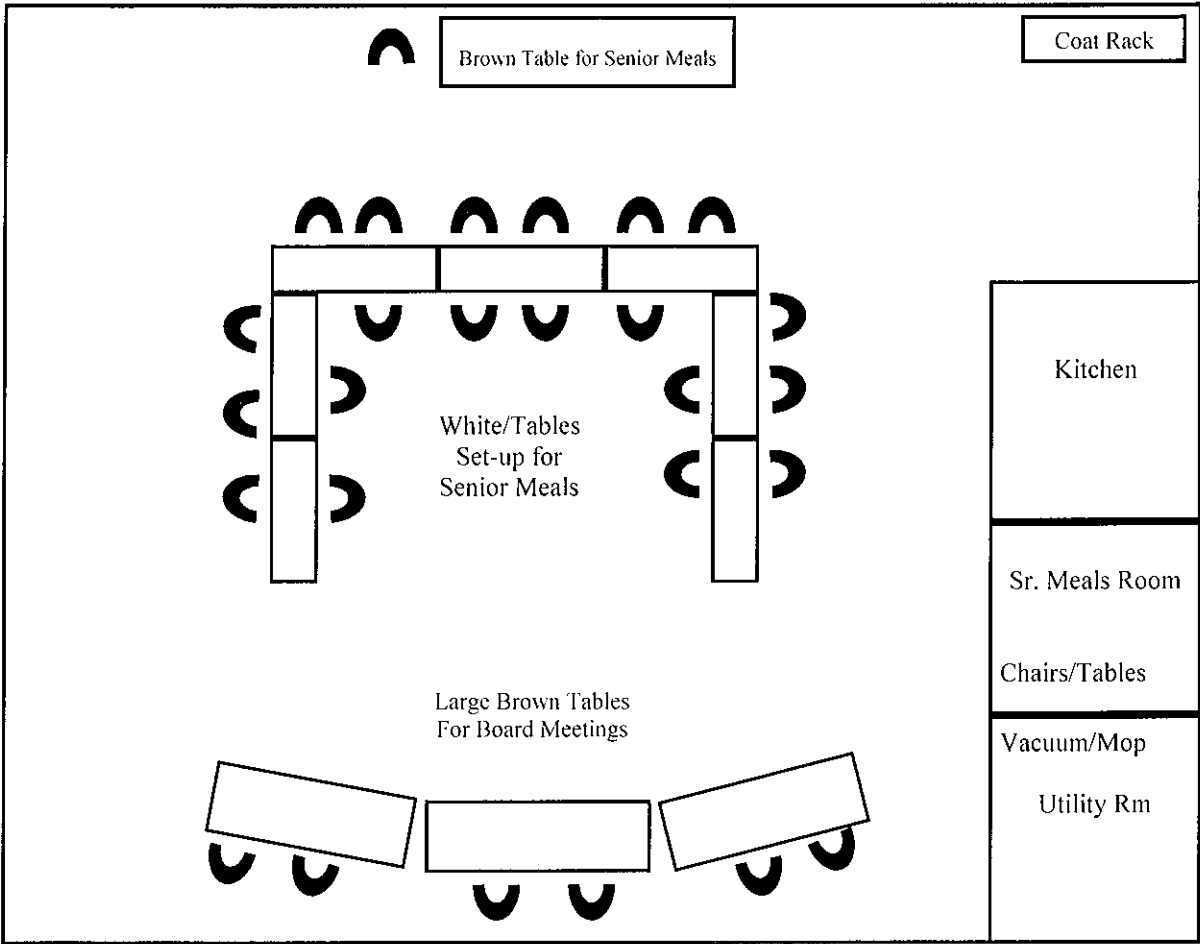 Brown Table for Senior Meals
Coat Rack
Kitchen
White/Tables
Set-up for
Senior Meals
Sr. Meals Room
Chairs/Tables
Large Brown Tables
For Board Meetings
Vacuum/Mop
Utility Rm